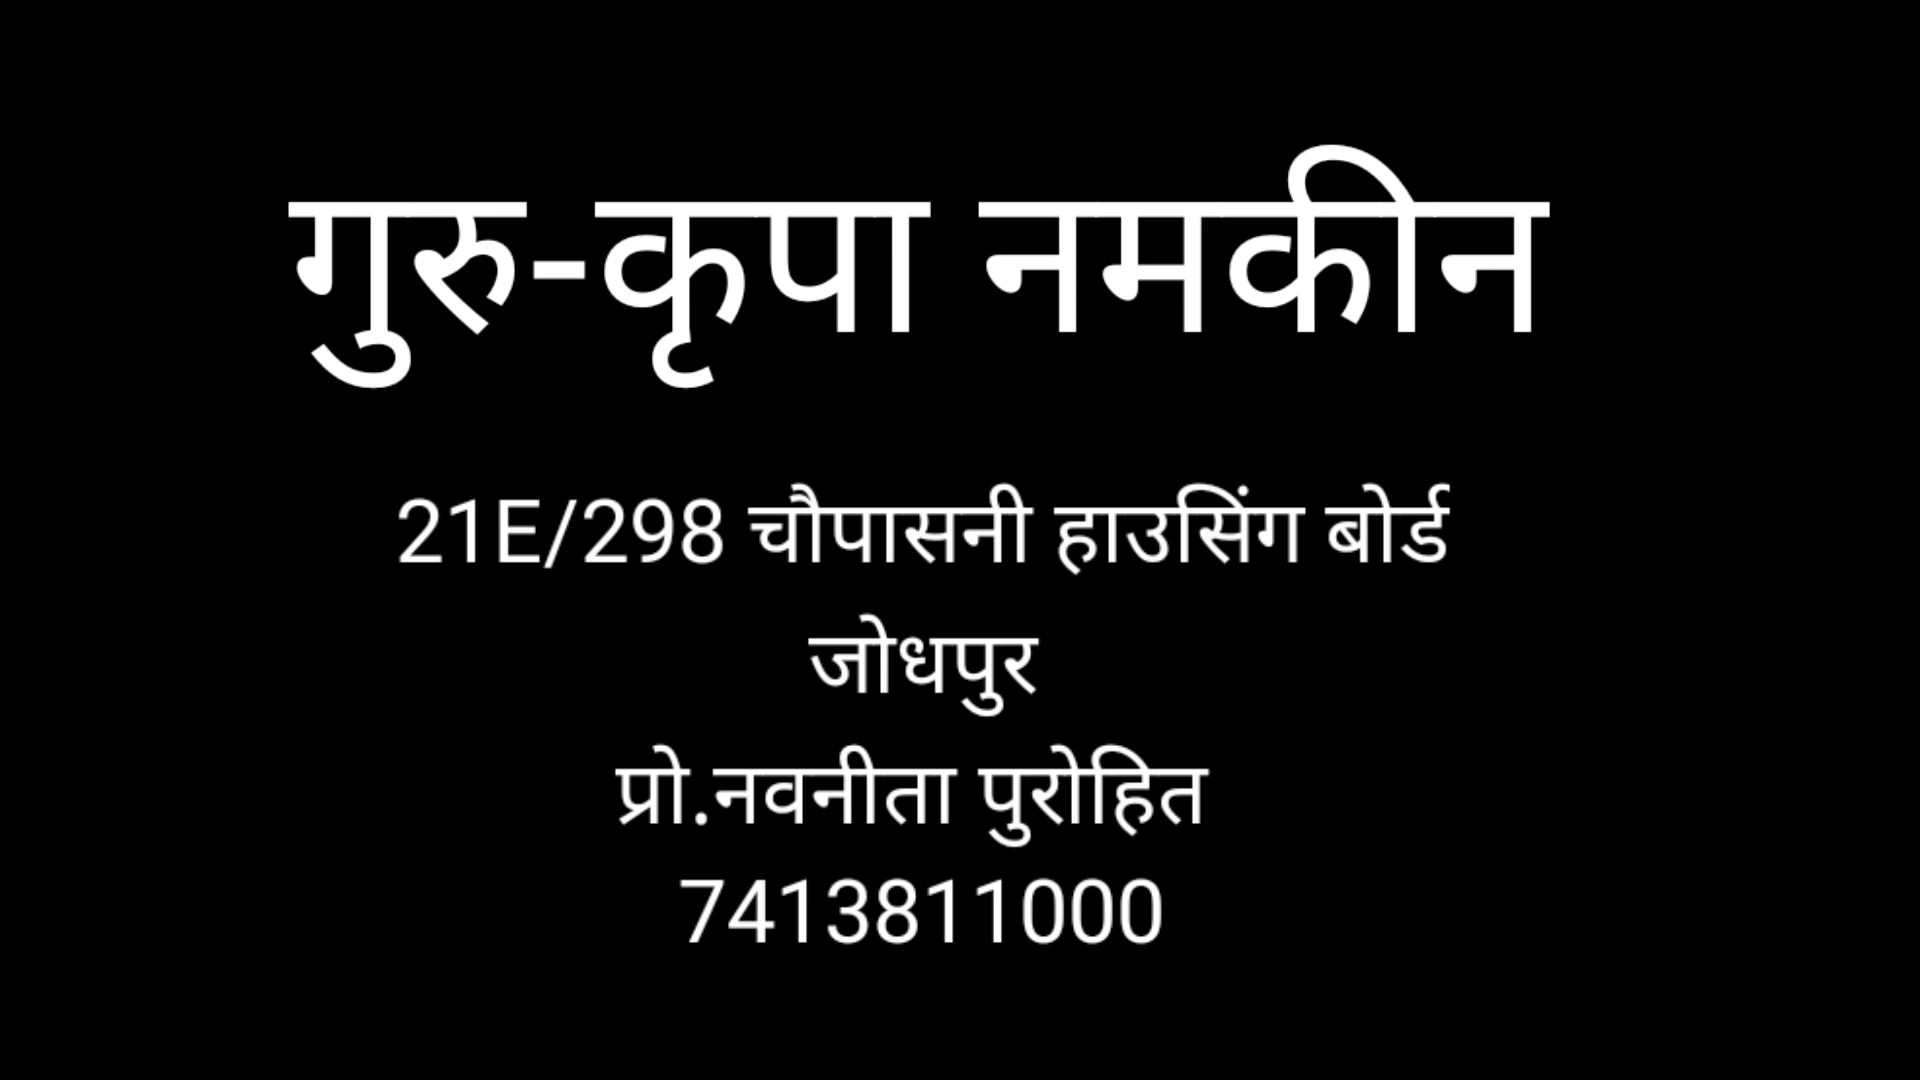 गुरु-कृपा नमकीन
21E/298 चौपासनी हाउसिंग बोर्ड
जोधपुर
प्रो.नवनीता पुरोहित
7413811000